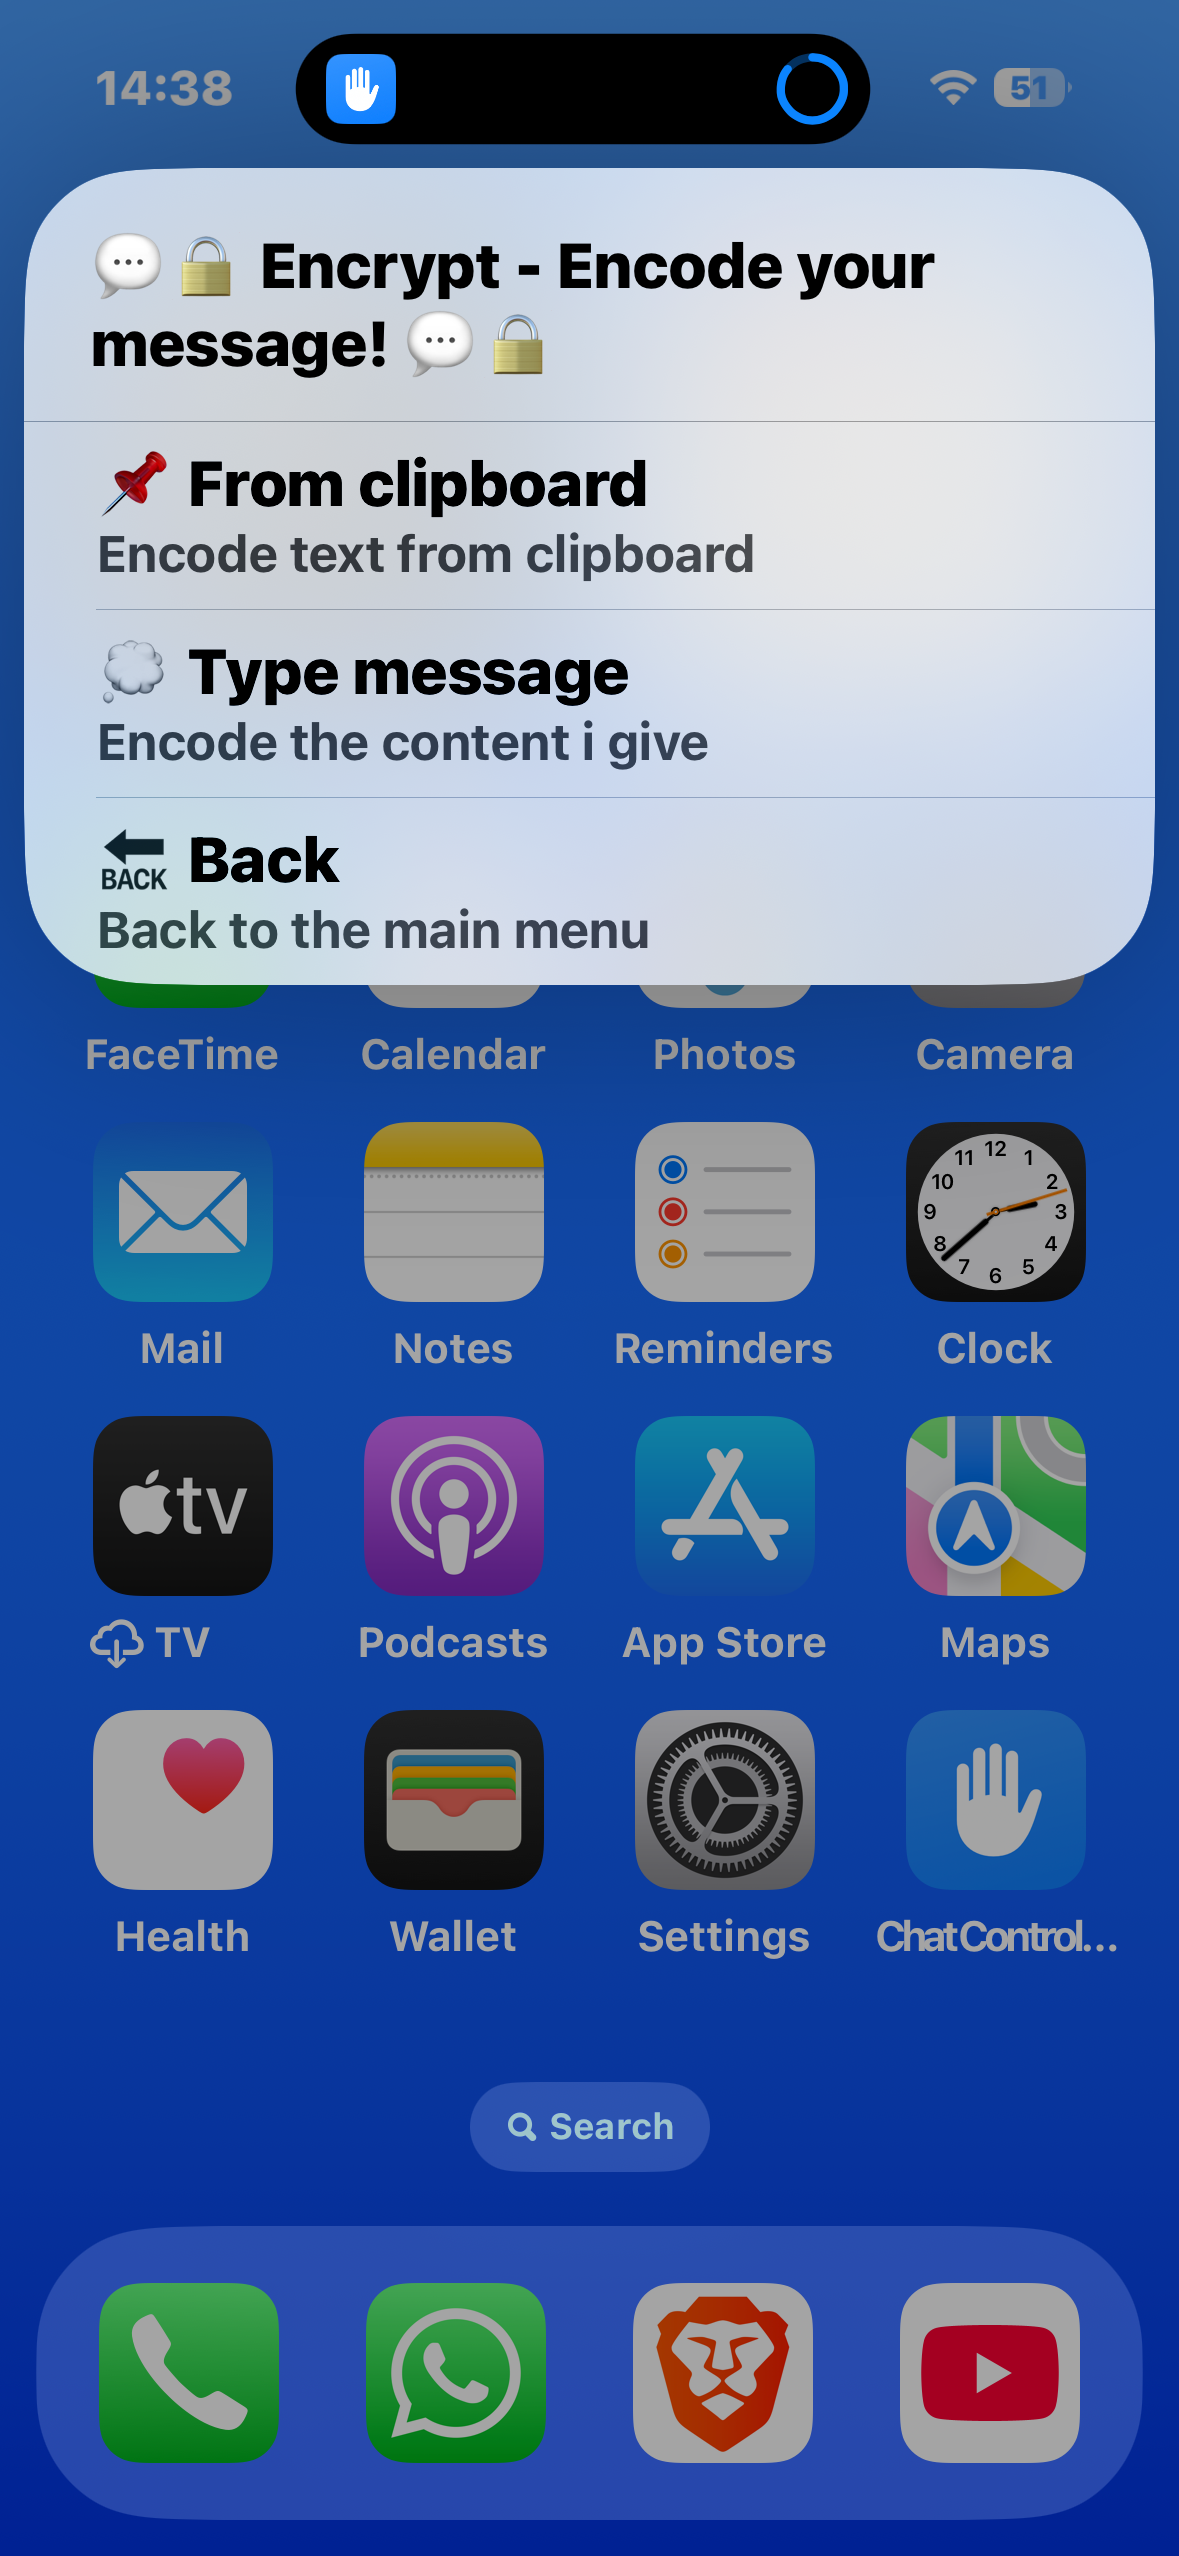 14:38
51
💬🔒 Encrypt - Encode your
message! 💬🔒
📌 From clipboard
Encode text from clipboard
💭 Type message
Encode the content i give
🔙 Back
Back to the main menu
FaceTime Calendar Photos Camera
12 1 2 3 4 5 6 7 8 9 10 11
Mail Notes Reminders Clock
tv
TV Podcasts App Store Maps
Health Wallet Settings ChatControl...
Search